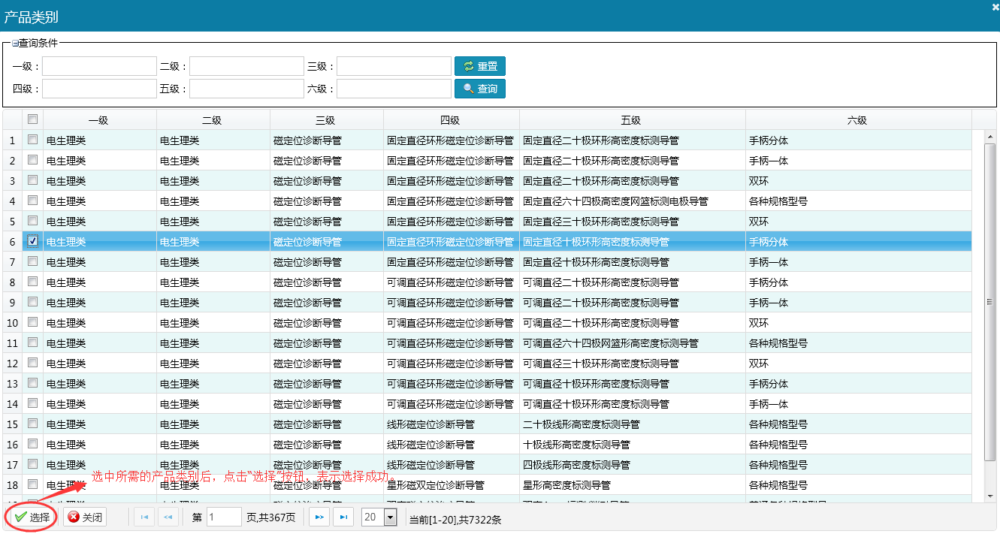 产品类别
查询条件
一级： 二级： 三级： 重置
四级： 五级： 六级： 查询
一级 二级 三级 四级 五级 六级
1 电生理类 电生理类 磁定位诊断导管 固定直径环形磁定位诊断导管 固定直径二十极环形高密度标测导管 手柄分体
2 电生理类 电生理类 磁定位诊断导管 固定直径环形磁定位诊断导管 固定直径二十极环形高密度标测导管 手柄一体
3 电生理类 电生理类 磁定位诊断导管 固定直径环形磁定位诊断导管 固定直径二十极环形高密度标测导管 双环
4 电生理类 电生理类 磁定位诊断导管 固定直径环形磁定位诊断导管 固定直径六十四极高密度网篮标测电极导管 各种规格型号
5 电生理类 电生理类 磁定位诊断导管 固定直径环形磁定位诊断导管 固定直径三十极环形高密度标测导管 双环
6 电生理类 电生理类 磁定位诊断导管 固定直径环形磁定位诊断导管 固定直径十极环形高密度标测导管 手柄分体
7 电生理类 电生理类 磁定位诊断导管 固定直径环形磁定位诊断导管 固定直径十极环形高密度标测导管 手柄一体
8 电生理类 电生理类 磁定位诊断导管 可调直径环形磁定位诊断导管 可调直径二十极环形高密度标测导管 手柄分体
9 电生理类 电生理类 磁定位诊断导管 可调直径环形磁定位诊断导管 可调直径二十极环形高密度标测导管 手柄一体
10 电生理类 电生理类 磁定位诊断导管 可调直径环形磁定位诊断导管 可调直径二十极环形高密度标测导管 双环
11 电生理类 电生理类 磁定位诊断导管 可调直径环形磁定位诊断导管 可调直径六十四极网篮形高密度标测导管 各种规格型号
12 电生理类 电生理类 磁定位诊断导管 可调直径环形磁定位诊断导管 可调直径三十极环形高密度标测导管 双环
13 电生理类 电生理类 磁定位诊断导管 可调直径环形磁定位诊断导管 可调直径十极环形高密度标测导管 手柄分体
14 电生理类 电生理类 磁定位诊断导管 可调直径环形磁定位诊断导管 可调直径十极环形高密度标测导管 手柄一体
15 电生理类 电生理类 磁定位诊断导管 线形磁定位诊断导管 二十极线形高密度标测导管 各种规格型号
16 电生理类 电生理类 磁定位诊断导管 线形磁定位诊断导管 十极线形高密度标测导管 各种规格型号
17 电生理类 电生理类 磁定位诊断导管 线形磁定位诊断导管 四极线形高密度标测导管 各种规格型号
选中所需的产品类别后，点击“选择”按钮，表示选择成功。
18 电生理类 电生理类 磁定位诊断导管 星形磁双定位诊断导管 星形高密度标测导管 各种规格型号
选择 关闭 第 1 页,共367页 20 当前[1-20],共7322条